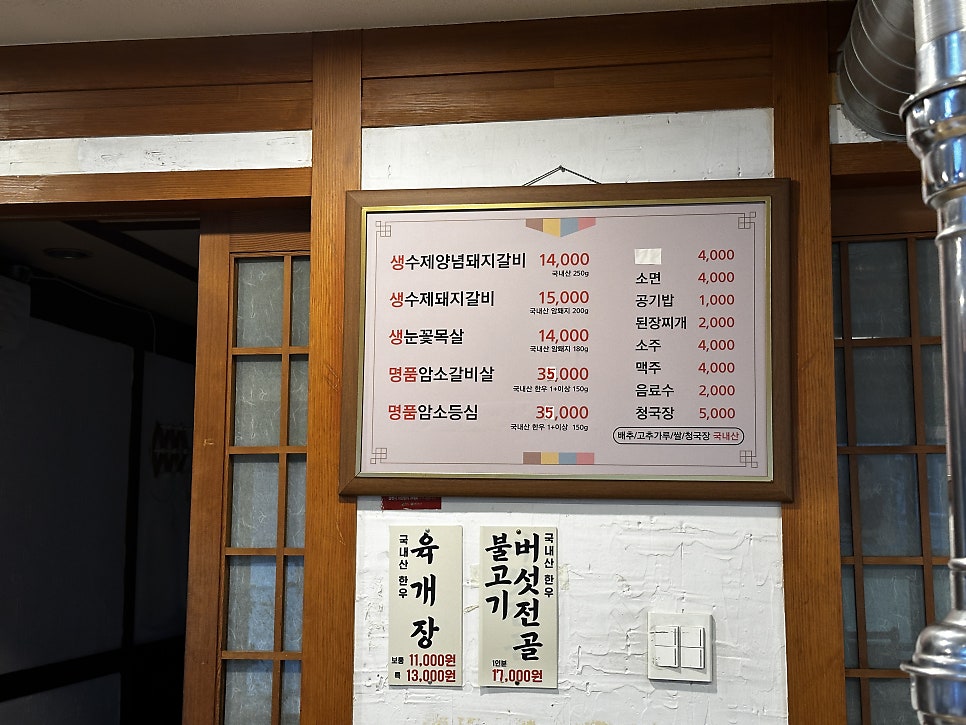 생수제양념돼지갈비 14,000
국내산 250g
생수제돼지갈비 15,000
국내산 암돼지 200g
생눈꽃목살 14,000
국내산 암돼지 180g
명품암소갈비살 35,000
국내산 한우 1+이상 150g
명품암소등심 35,000
국내산 한우 1+이상 150g
4,000
소면 4,000
공기밥 1,000
된장찌개 2,000
소주 4,000
맥주 4,000
음료수 2,000
청국장 5,000
배추/고추가루/쌀/청국장 국내산
국내산 한우
육개장
보통 11,000원
특 13,000원
국내산 한우
버섯전골
불고기
1인분
17,000원